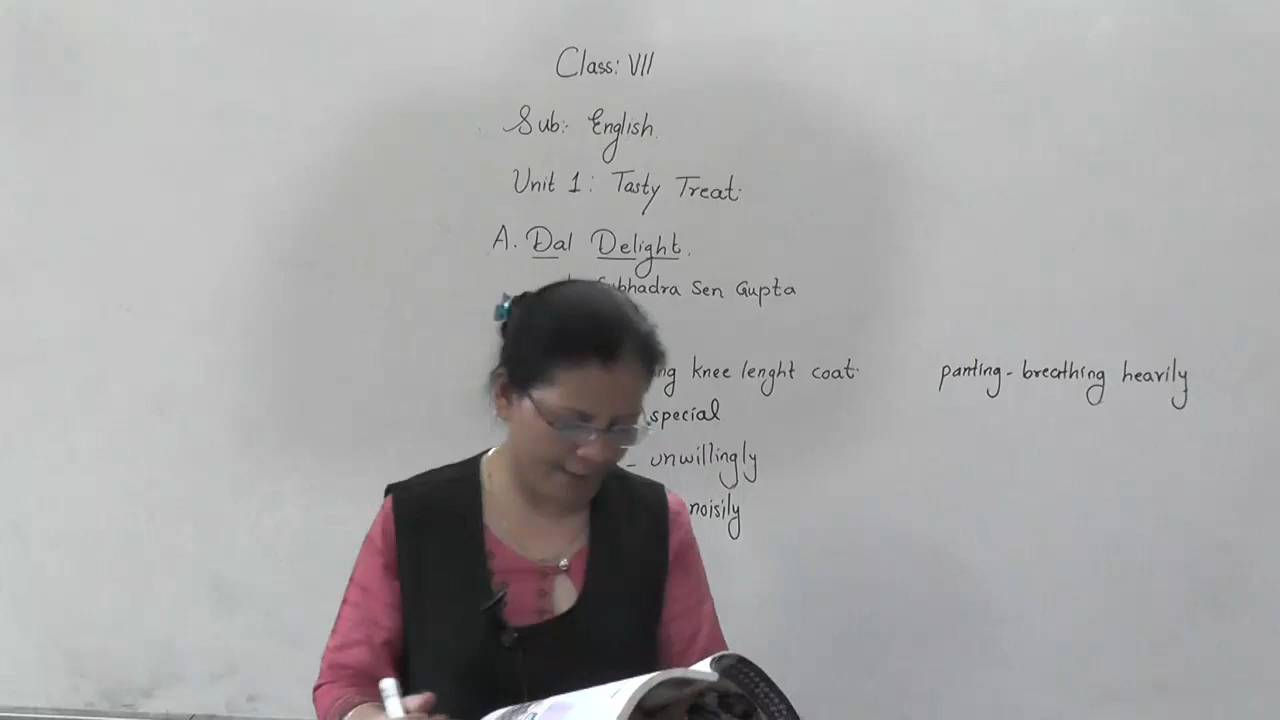 Class: VII
Sub:- English.
Unit 1: Tasty Treat.
A. Dal Delight.
Subhadra Sen Gupta
knee lenght coat. panting - breathing heavily
special
- unwillingly
noisily